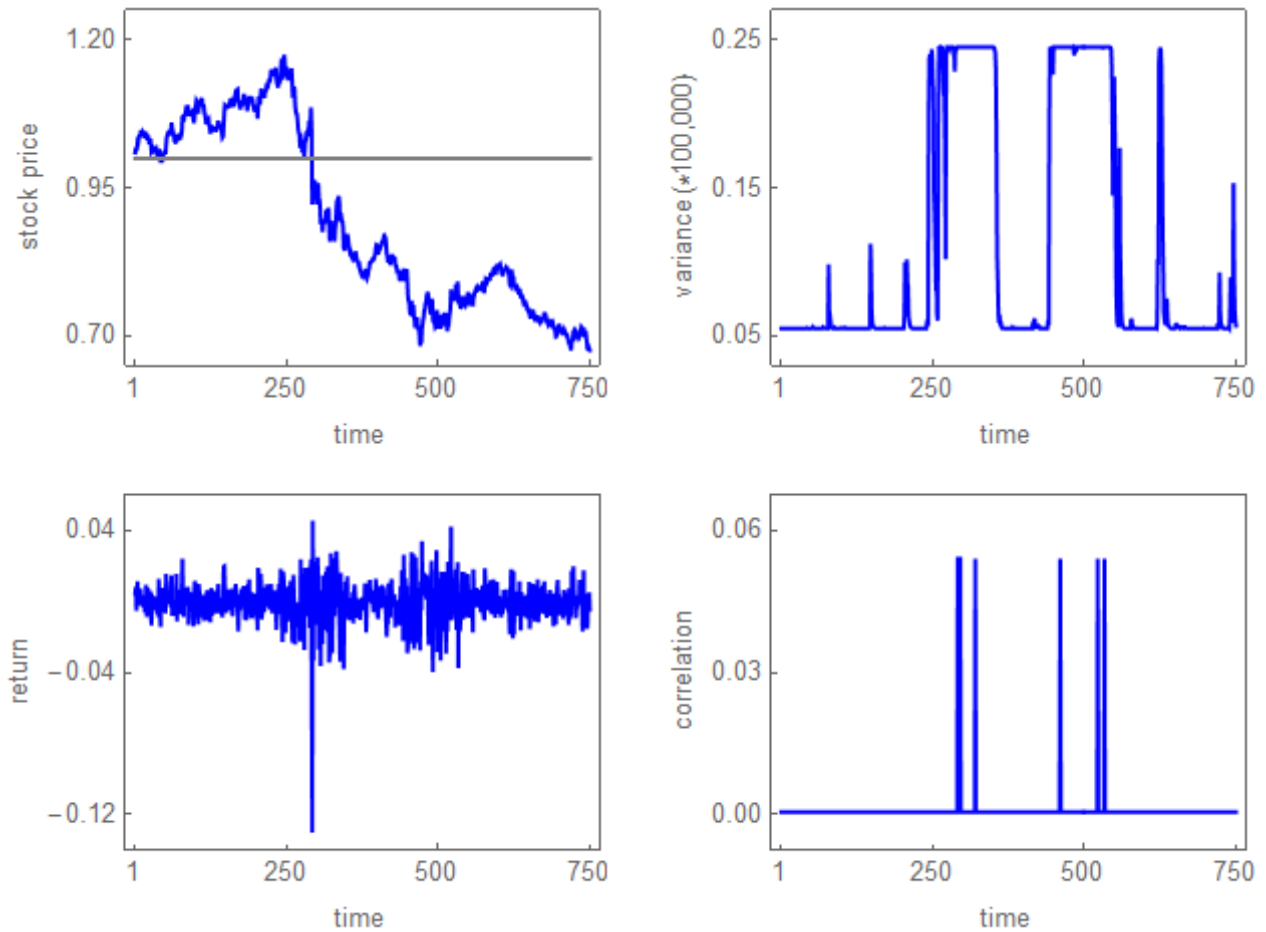 1.20
0.95
0.70
stock price
1 250 500 750
time
0.25
0.15
0.05
variance (*100,000)
1 250 500 750
time
0.04
−0.04
−0.12
return
1 250 500 750
time
0.06
0.03
0.00
correlation
1 250 500 750
time